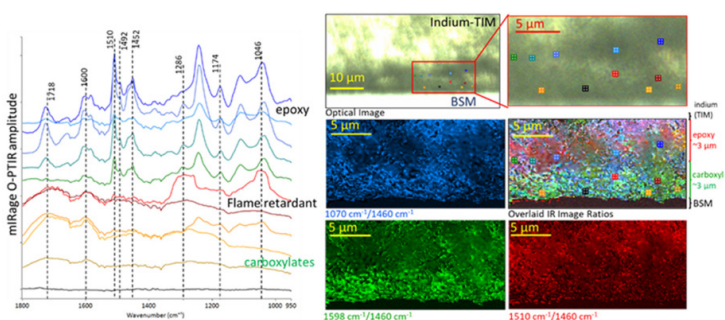 mIRage O-PTIR amplitude
1718
1600
1510
1492
1452
1286
1174
1046
epoxy
Flame retardant
carboxylates
1800
1600
1400
1200
1000
950
Wavenumber (cm⁻¹)
Indium-TIM
10 µm
BSM
5 µm
Optical Image
5 µm
1070 cm⁻¹/1460 cm⁻¹
5 µm
indium
(TIM)
epoxy
~3 µm
carboxyl
~3 µm
BSM
Overlaid IR Image Ratios
5 µm
1598 cm⁻¹/1460 cm⁻¹
5 µm
1510 cm⁻¹/1460 cm⁻¹